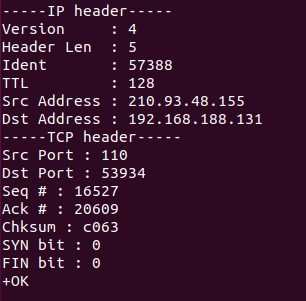 -----IP header-----
Version     : 4
Header Len  : 5
Ident       : 57388
TTL         : 128
Src Address : 210.93.48.155
Dst Address : 192.168.188.131
-----TCP header-----
Src Port : 110
Dst Port : 53934
Seq # : 16527
Ack # : 20609
Chksum : c063
SYN bit : 0
FIN bit : 0
+OK